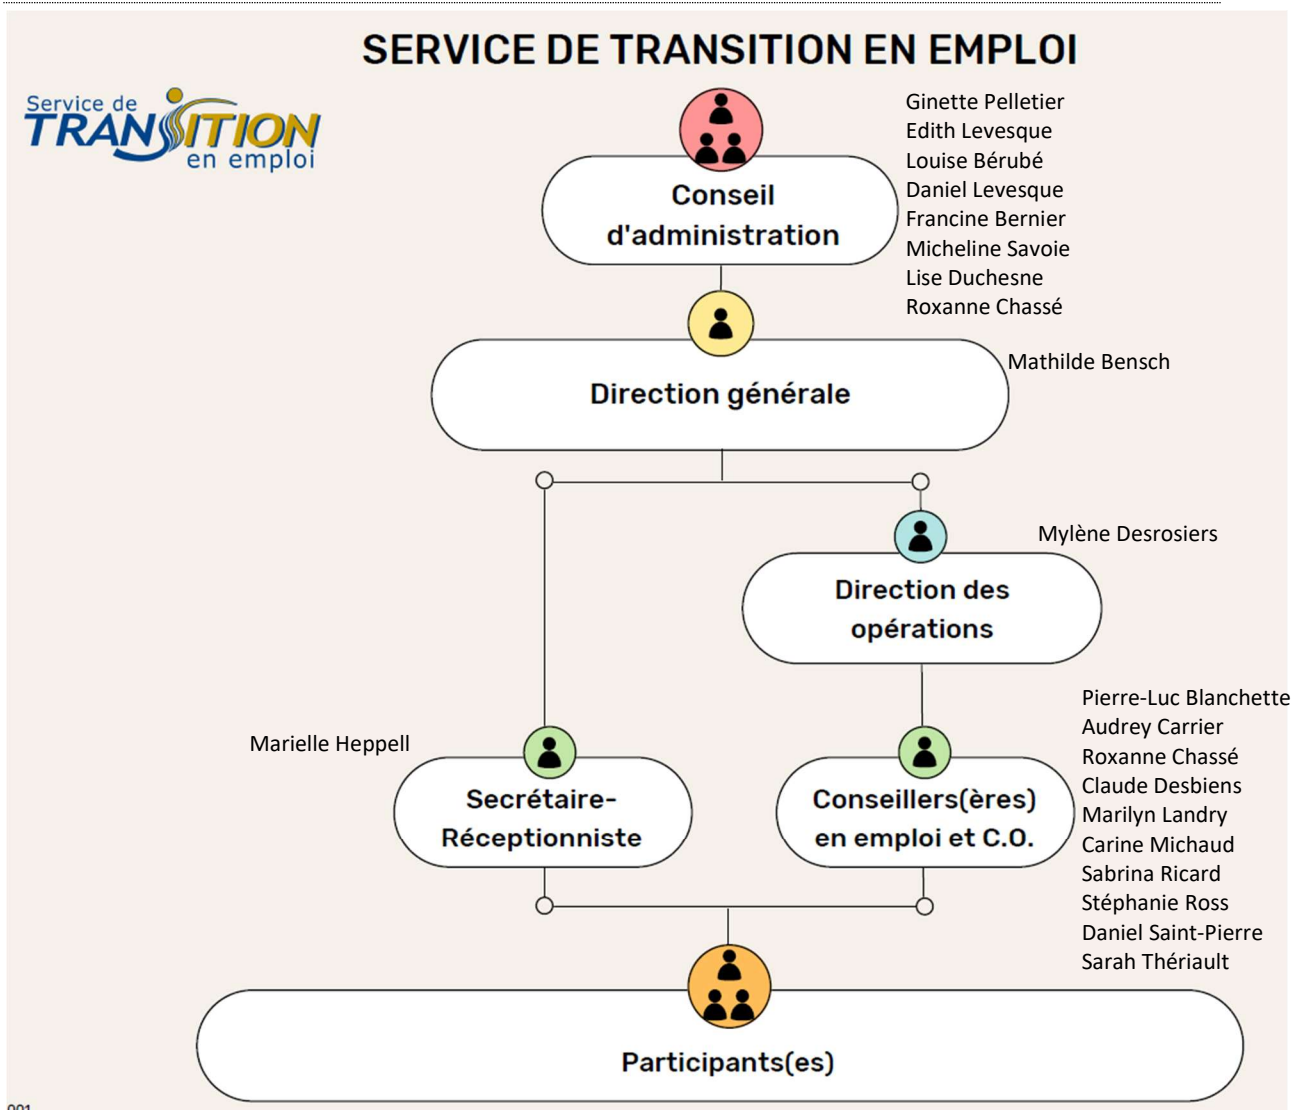 SERVICE DE TRANSITION EN EMPLOI
Service de
TRANSITION
en emploi
Ginette Pelletier
Edith Levesque
Louise Bérubé
Daniel Levesque
Francine Bernier
Micheline Savoie
Lise Duchesne
Roxanne Chassé
Conseil
d'administration
Mathilde Bensch
Direction générale
Mylène Desrosiers
Direction des
opérations
Marielle Heppell
Secrétaire-
Réceptionniste
Pierre-Luc Blanchette
Audrey Carrier
Roxanne Chassé
Claude Desbiens
Marilyn Landry
Carine Michaud
Sabrina Ricard
Stéphanie Ross
Daniel Saint-Pierre
Sarah Thériault
Conseillers(ères)
en emploi et C.O.
Participants(es)